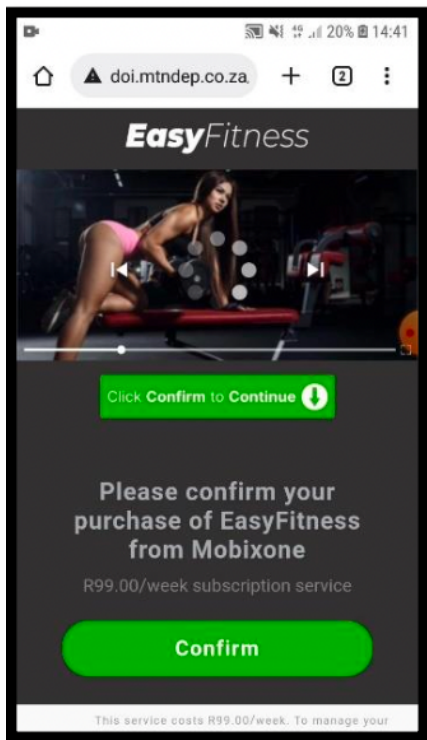 20% 14:41
doi.mtndep.co.za
2
EasyFitness
Click Confirm to Continue
Please confirm your
purchase of EasyFitness
from Mobixone
R99.00/week subscription service
Confirm
This service costs R99.00/week. To manage your